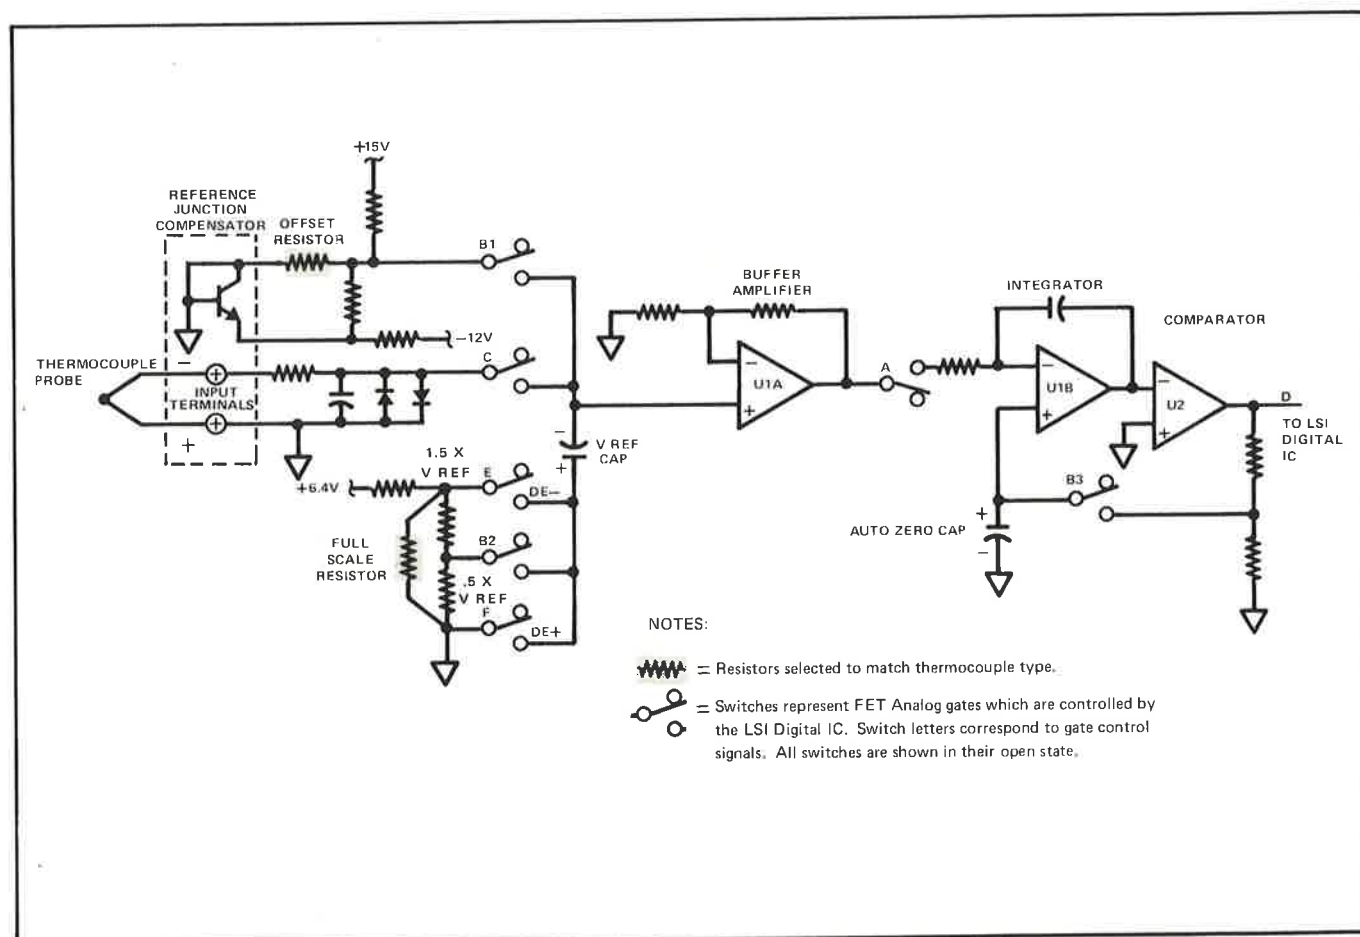 +15V
REFERENCE
JUNCTION
COMPENSATOR
OFFSET
RESISTOR
B1
-12V
THERMOCOUPLE
PROBE
−
INPUT
TERMINALS
+
C
BUFFER
AMPLIFIER
−
U1A
+
A
INTEGRATOR
−
U1B
+
COMPARATOR
−
U2
+
D
TO LSI
DIGITAL
IC
−
V REF
CAP
+
1.5 X
V REF
E
+6.4V
DE−
B2
FULL
SCALE
RESISTOR
.5 X
V REF
F
DE+
B3
+
AUTO ZERO CAP
−
NOTES:
= Resistors selected to match thermocouple type.
= Switches represent FET Analog gates which are controlled by
the LSI Digital IC. Switch letters correspond to gate control
signals. All switches are shown in their open state.